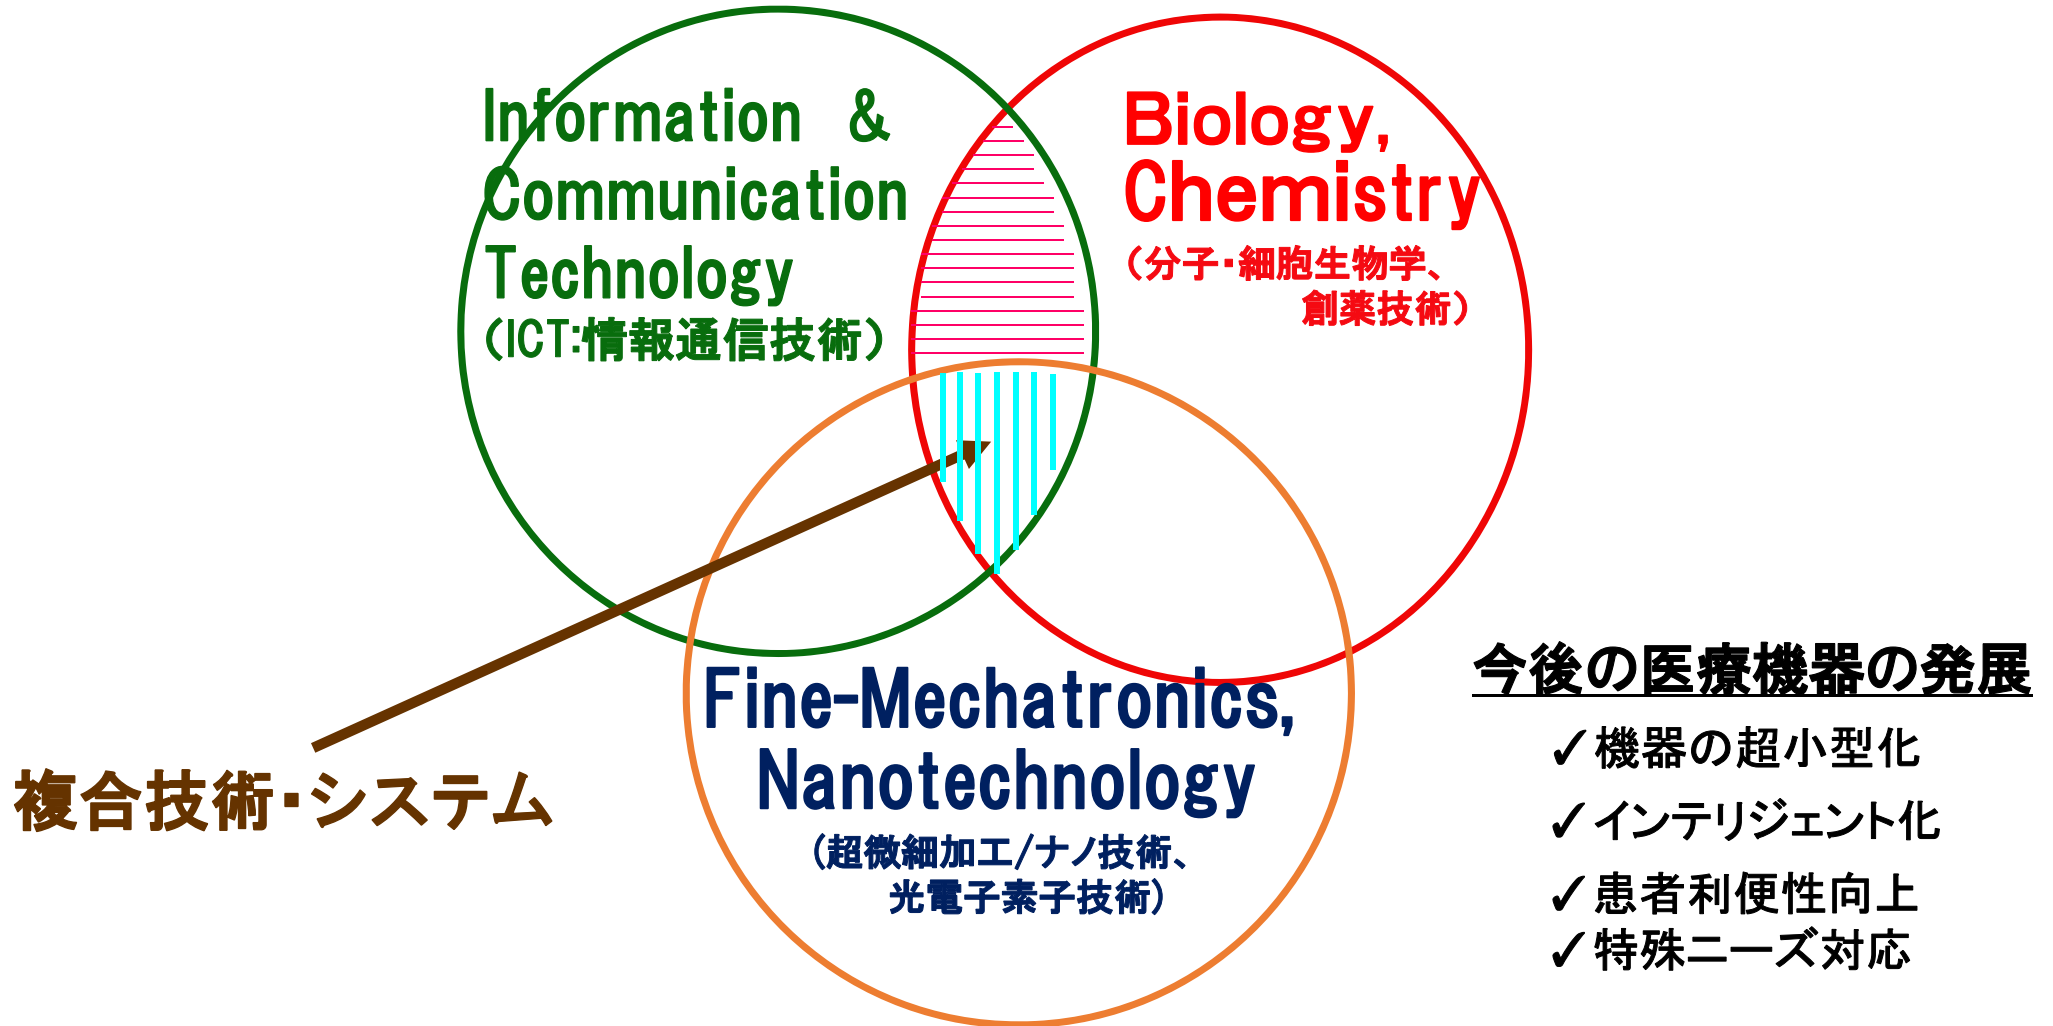 Information &
Communication
Technology
（ICT:情報通信技術）
Biology,
Chemistry
（分子・細胞生物学、
創薬技術）
Fine-Mechatronics,
Nanotechnology
(超微細加工/ナノ技術、
光電子素子技術)
複合技術・システム
今後の医療機器の発展
✓機器の超小型化
✓インテリジェント化
✓患者利便性向上
✓特殊ニーズ対応